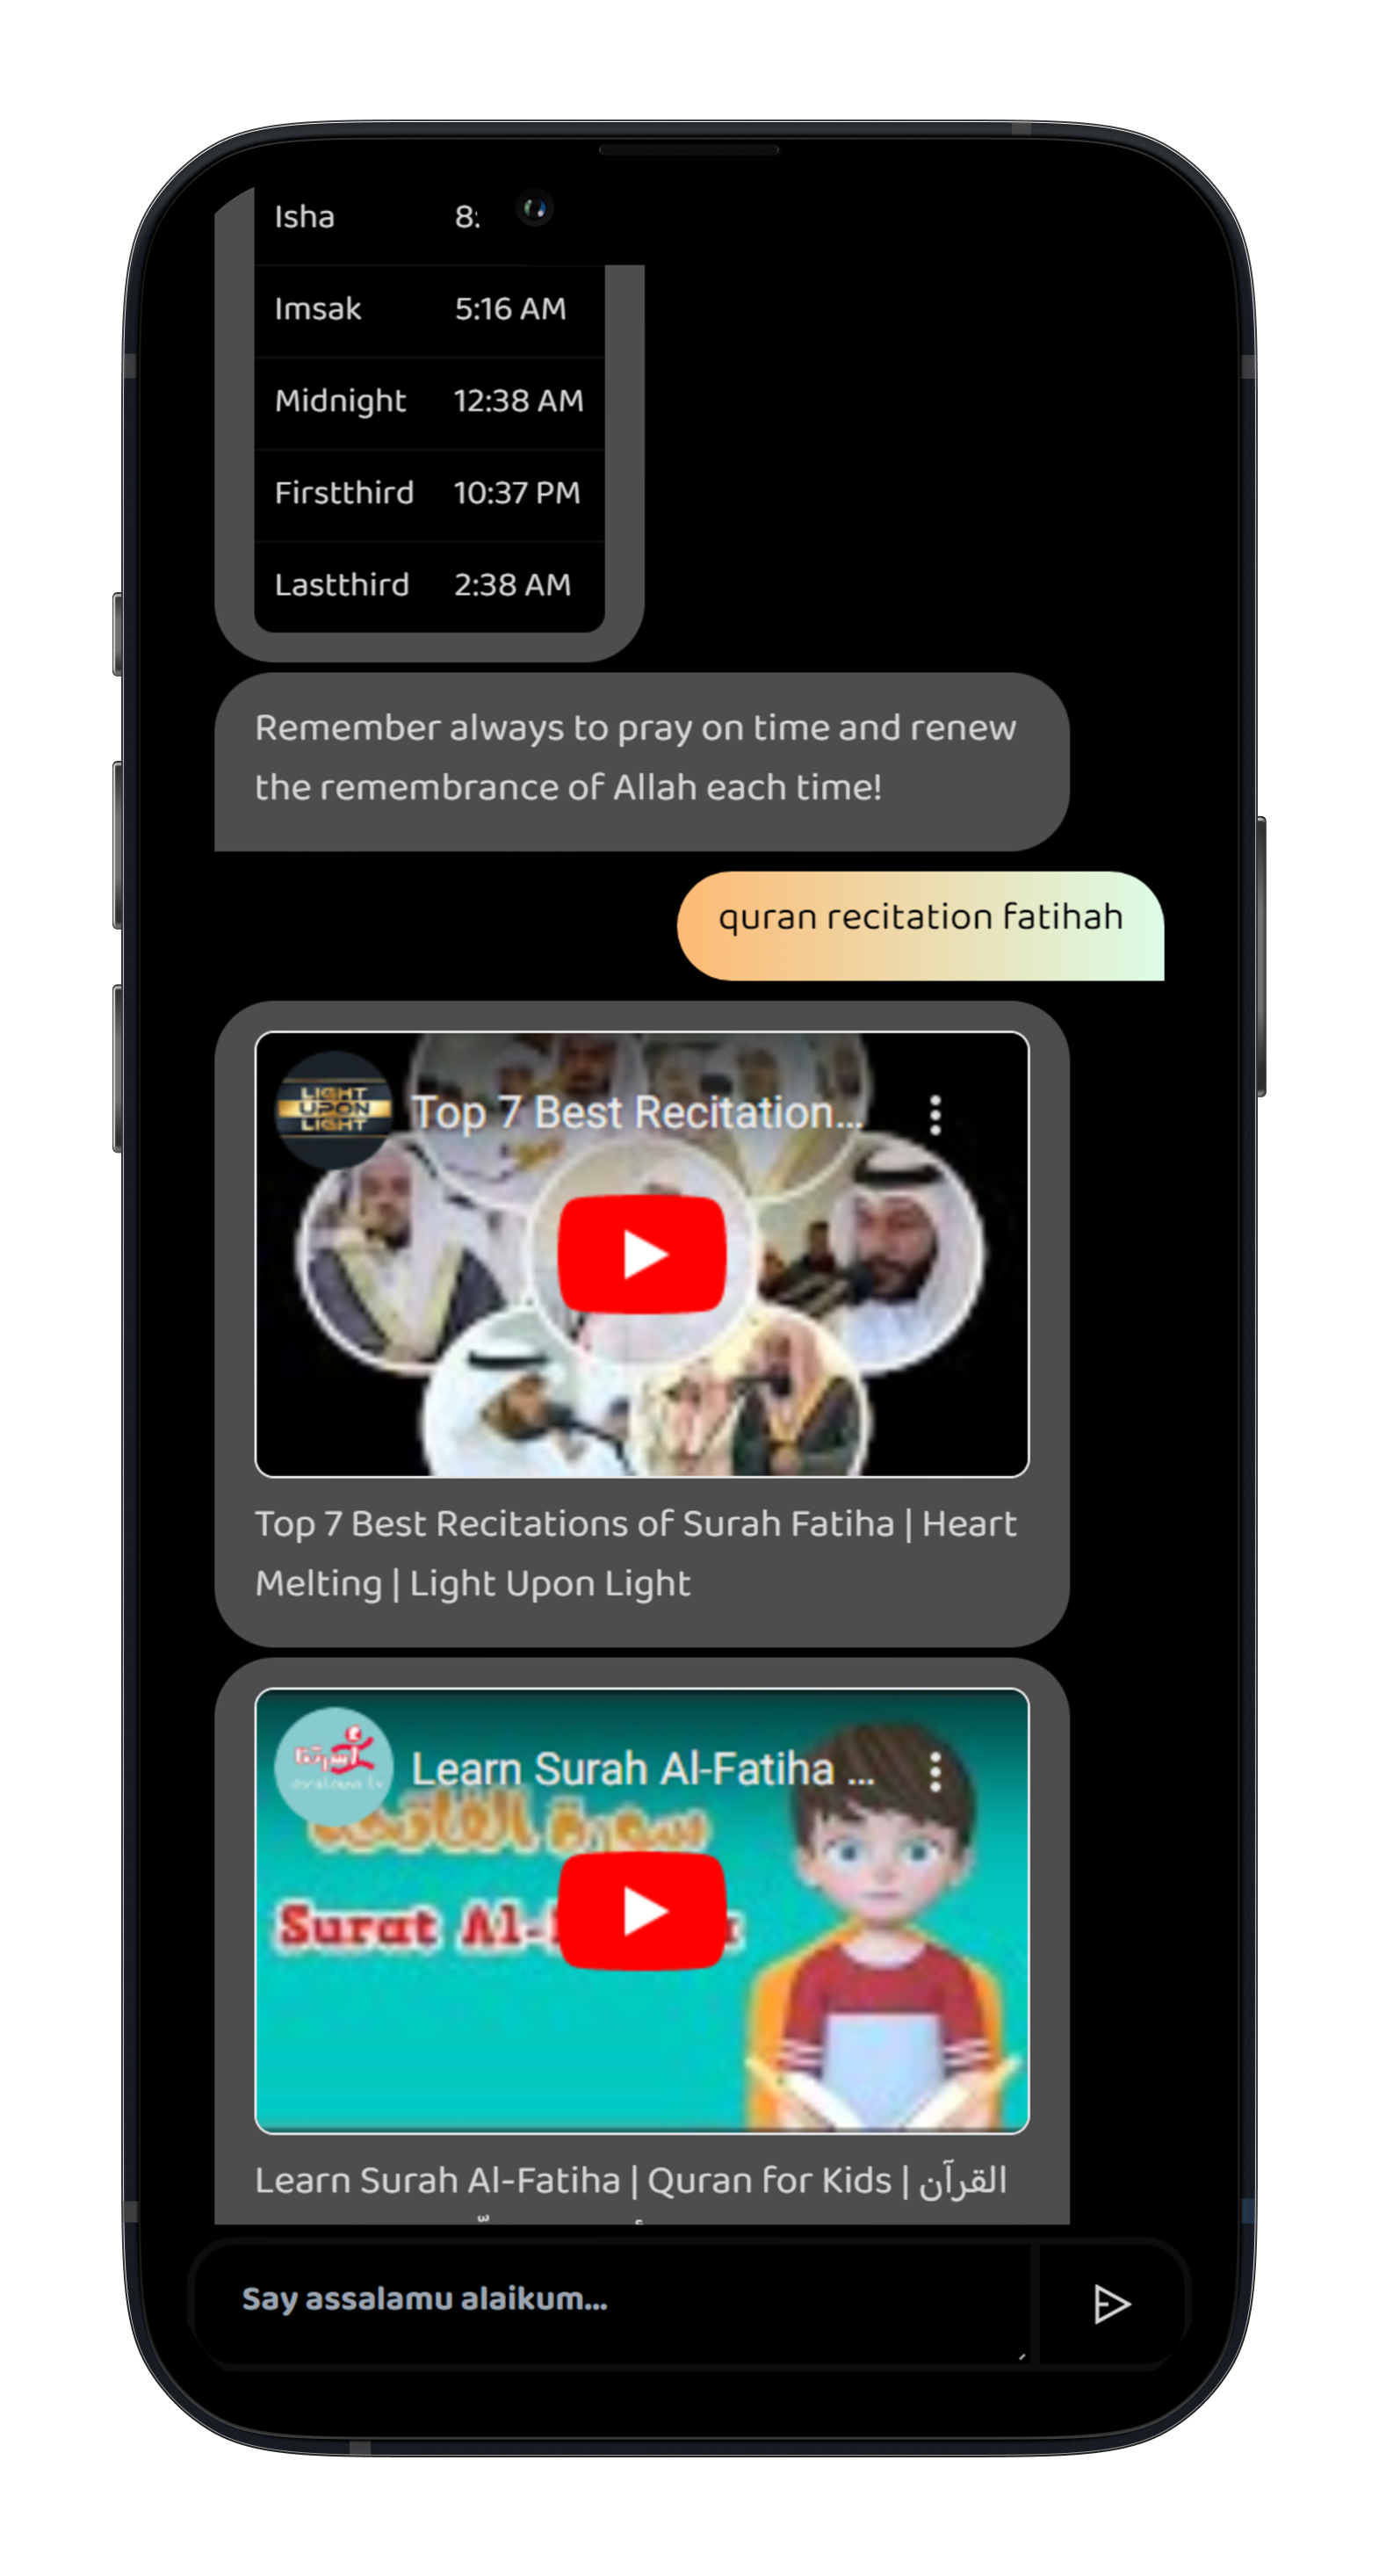 Isha 8:
Imsak 5:16 AM
Midnight 12:38 AM
Firstthird 10:37 PM
Lastthird 2:38 AM
Remember always to pray on time and renew
the remembrance of Allah each time!
quran recitation fatihah
LIGHT
UPON
LIGHT
Top 7 Best Recitation...
Top 7 Best Recitations of Surah Fatiha | Heart
Melting | Light Upon Light
Learn Surah Al-Fatiha ...
سورة الفاتحة
Surat Al-
Learn Surah Al-Fatiha | Quran for Kids | القرآن
Say assalamu alaikum...